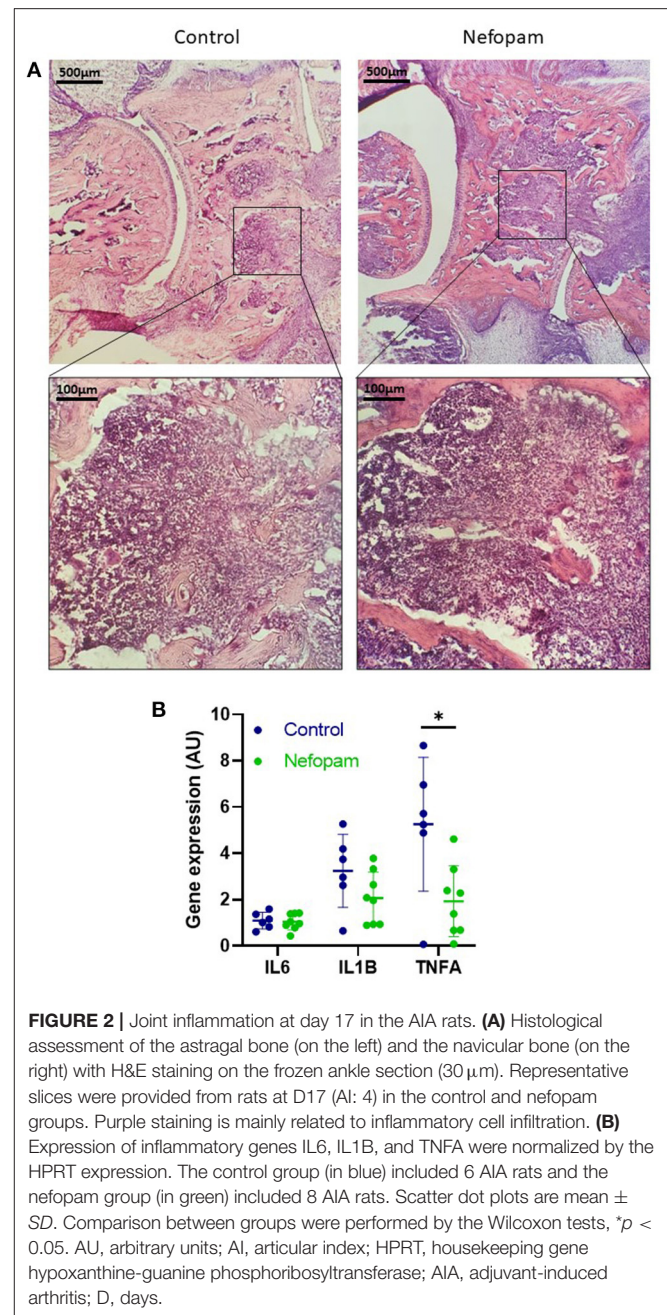 Control Nefopam
A
500µm 500µm
100µm 100µm
B
10
8
6
4
2
0
Gene expression (AU)
Control
Nefopam
*
IL6 IL1B TNFA
FIGURE 2 | Joint inflammation at day 17 in the AIA rats. (A) Histological
assessment of the astragal bone (on the left) and the navicular bone (on the
right) with H&E staining on the frozen ankle section (30 µm). Representative
slices were provided from rats at D17 (AI: 4) in the control and nefopam
groups. Purple staining is mainly related to inflammatory cell infiltration. (B)
Expression of inflammatory genes IL6, IL1B, and TNFA were normalized by the
HPRT expression. The control group (in blue) included 6 AIA rats and the
nefopam group (in green) included 8 AIA rats. Scatter dot plots are mean ±
SD. Comparison between groups were performed by the Wilcoxon tests, *p <
0.05. AU, arbitrary units; AI, articular index; HPRT, housekeeping gene
hypoxanthine-guanine phosphoribosyltransferase; AIA, adjuvant-induced
arthritis; D, days.